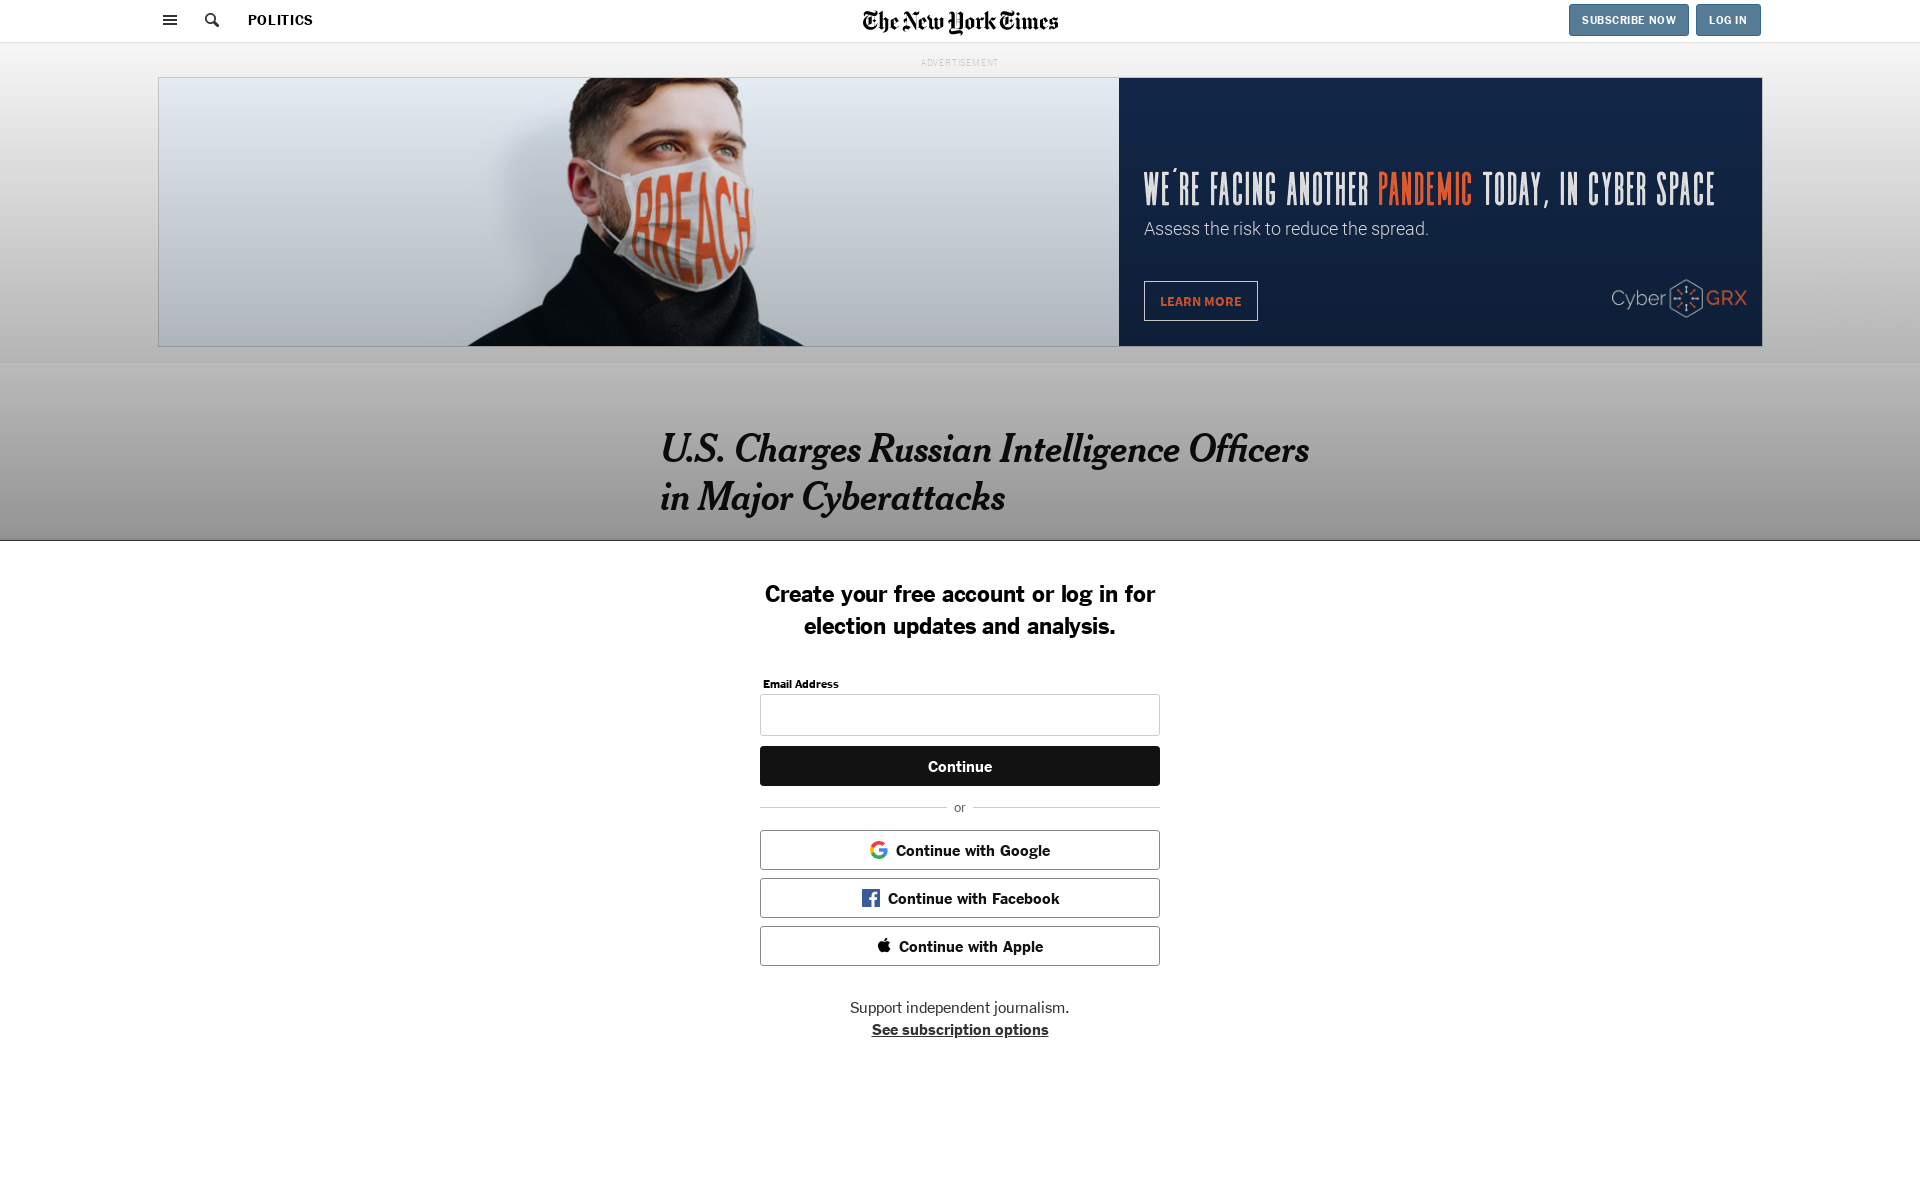 POLITICS
The New York Times
SUBSCRIBE NOW
LOG IN
ADVERTISEMENT
BREACH
WE'RE FACING ANOTHER PANDEMIC TODAY, IN CYBER SPACE
Assess the risk to reduce the spread.
LEARN MORE
CyberGRX
U.S. Charges Russian Intelligence Officers
in Major Cyberattacks
Create your free account or log in for
election updates and analysis.
Email Address
Continue
or
Continue with Google
Continue with Facebook
Continue with Apple
Support independent journalism.
See subscription options